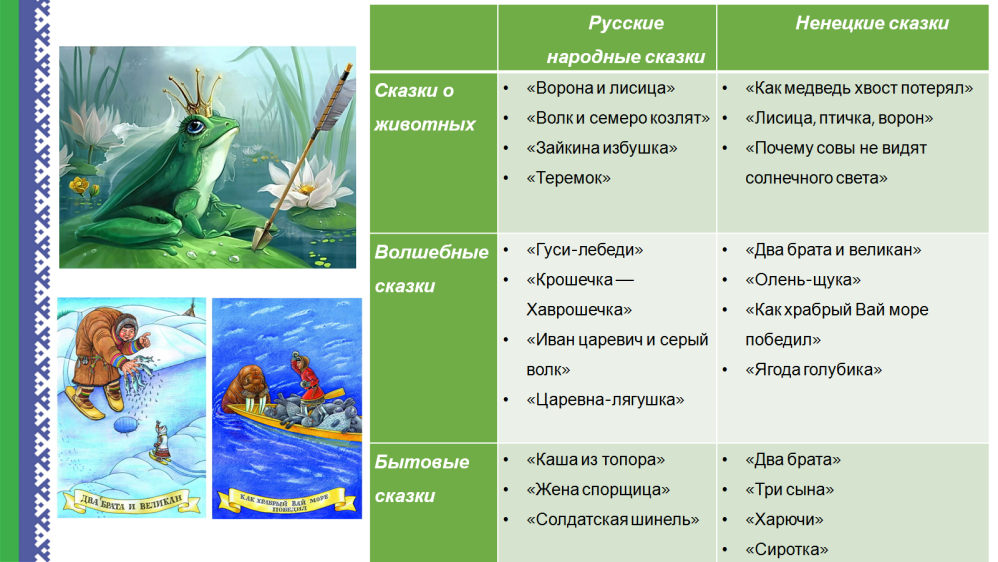 Русские
народные сказки
Ненецкие сказки
Сказки о
животных
• «Ворона и лисица»
• «Волк и семеро козлят»
• «Зайкина избушка»
• «Теремок»
• «Как медведь хвост потерял»
• «Лисица, птичка, ворон»
• «Почему совы не видят
солнечного света»
Волшебные
сказки
• «Гуси-лебеди»
• «Крошечка —
Хаврошечка»
• «Иван царевич и серый
волк»
• «Царевна-лягушка»
• «Два брата и великан»
• «Олень-щука»
• «Как храбрый Вай море
победил»
• «Ягода голубика»
Бытовые
сказки
• «Каша из топора»
• «Жена спорщица»
• «Солдатская шинель»
• «Два брата»
• «Три сына»
• «Харючи»
• «Сиротка»
ДВА БРАТА И ВЕЛИКАН
КАК ХРАБРЫЙ ВАЙ МОРЕ
ПОБЕДИЛ